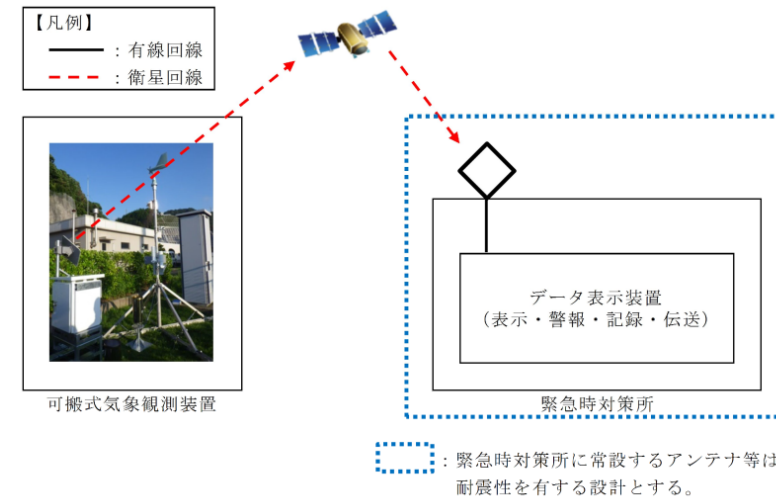 【凡例】
：有線回線
：衛星回線
データ表示装置
（表示・警報・記録・伝送）
可搬式気象観測装置
緊急時対策所
：緊急時対策所に常設するアンテナ等は
耐震性を有する設計とする。